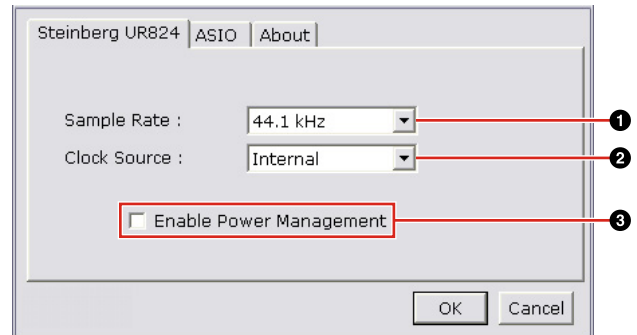 Steinberg UR824 ASIO About
Sample Rate : 44.1 kHz 1
Clock Source : Internal 2
Enable Power Management 3
OK Cancel